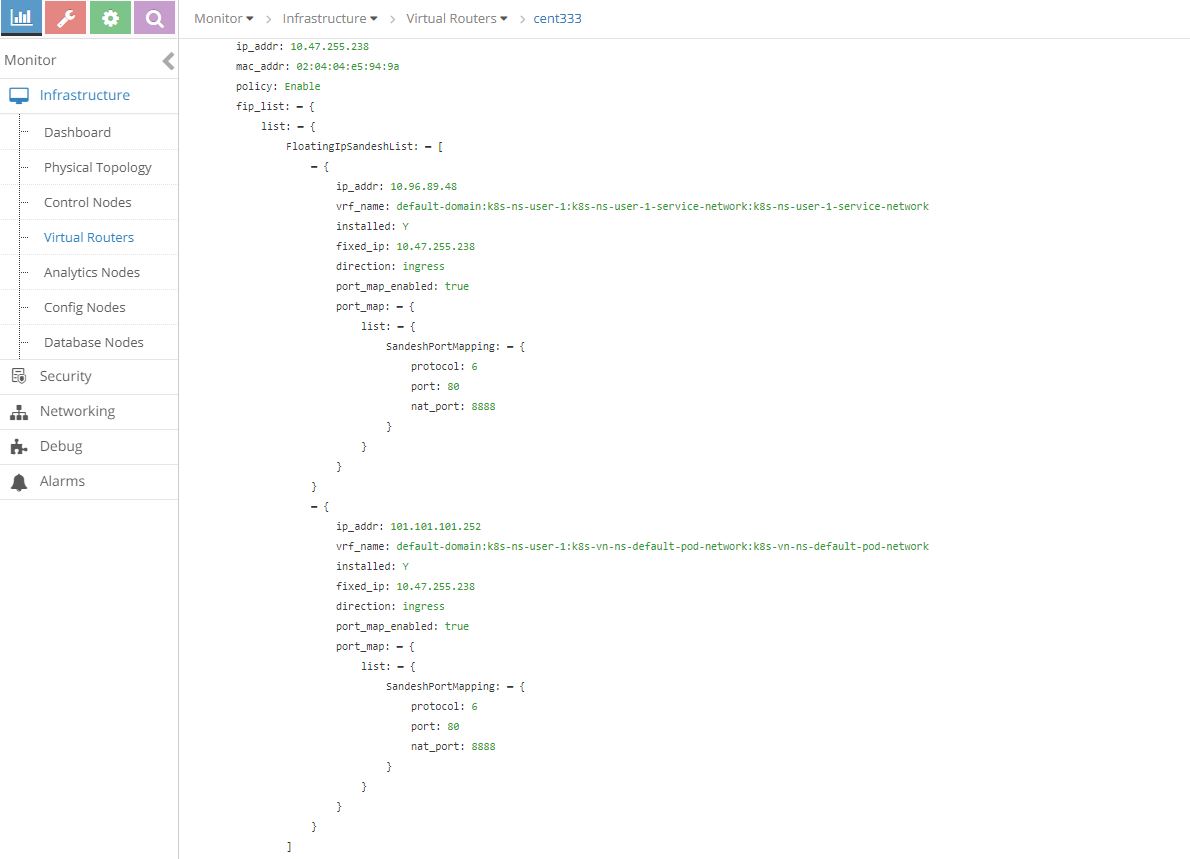 Monitor > Infrastructure > Virtual Routers > cent333
Monitor
Infrastructure
Dashboard
Physical Topology
Control Nodes
Virtual Routers
Analytics Nodes
Config Nodes
Database Nodes
Security
Networking
Debug
Alarms
ip_addr: 10.47.255.238
mac_addr: 02:04:04:e5:94:9a
policy: Enable
fip_list: – {
list: – {
FloatingIpSandeshList: – [
– {
ip_addr: 10.96.89.48
vrf_name: default-domain:k8s-ns-user-1:k8s-ns-user-1-service-network:k8s-ns-user-1-service-network
installed: Y
fixed_ip: 10.47.255.238
direction: ingress
port_map_enabled: true
port_map: – {
list: – {
SandeshPortMapping: – {
protocol: 6
port: 80
nat_port: 8888
}
}
}
}
– {
ip_addr: 101.101.101.252
vrf_name: default-domain:k8s-ns-user-1:k8s-vn-ns-default-pod-network:k8s-vn-ns-default-pod-network
installed: Y
fixed_ip: 10.47.255.238
direction: ingress
port_map_enabled: true
port_map: – {
list: – {
SandeshPortMapping: – {
protocol: 6
port: 80
nat_port: 8888
}
}
}
}
]